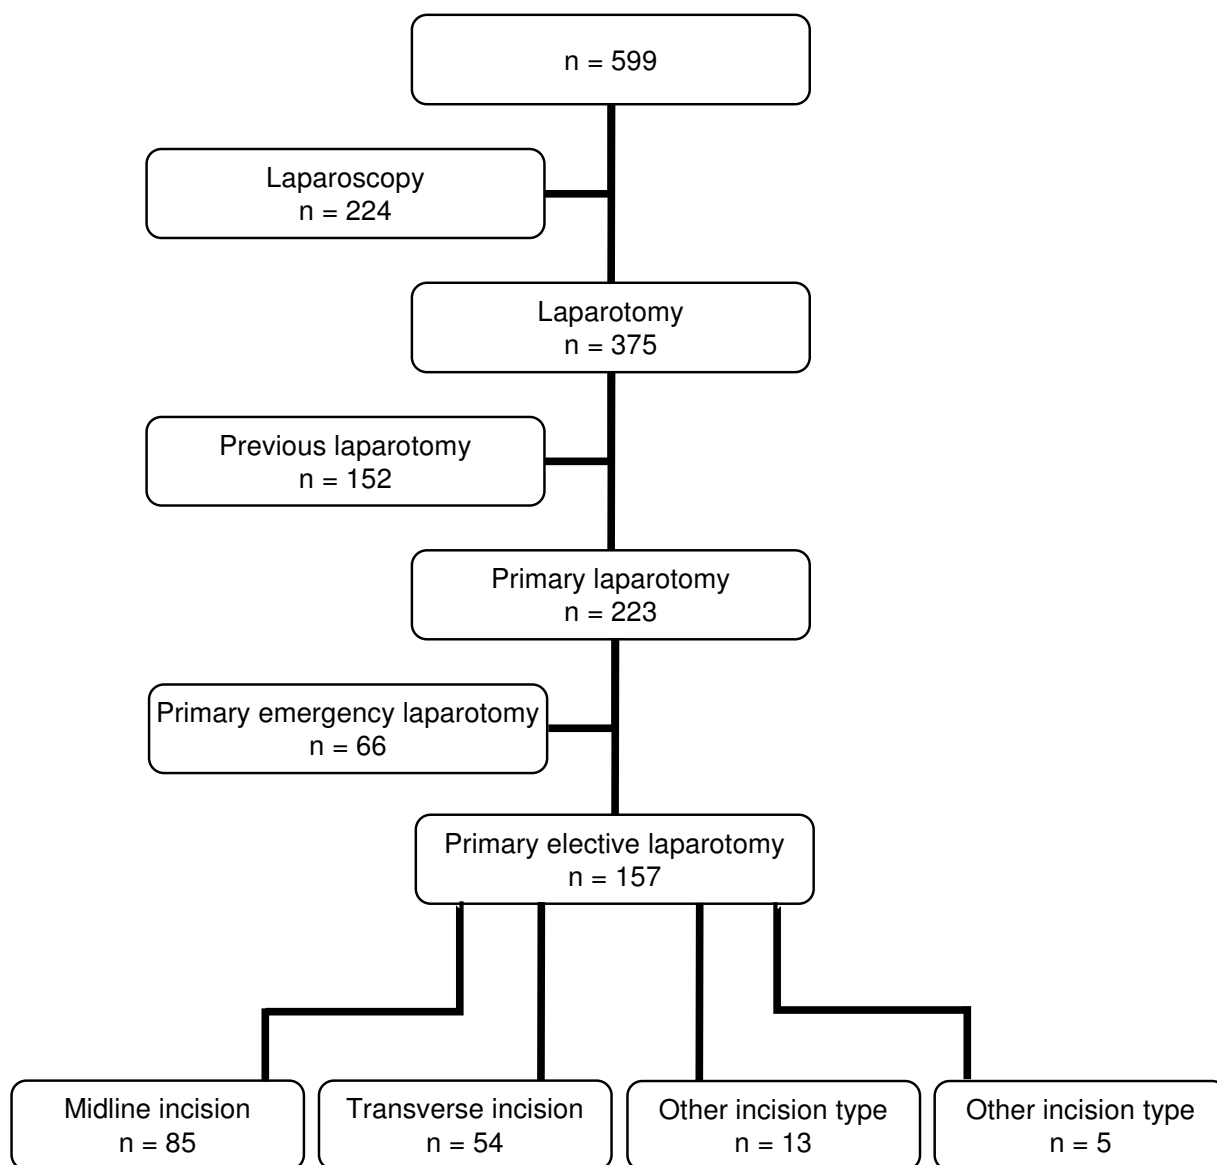 n = 599
Laparoscopy
n = 224
Laparotomy
n = 375
Previous laparotomy
n = 152
Primary laparotomy
n = 223
Primary emergency laparotomy
n = 66
Primary elective laparotomy
n = 157
Midline incision
n = 85
Transverse incision
n = 54
Other incision type
n = 13
Other incision type
n = 5